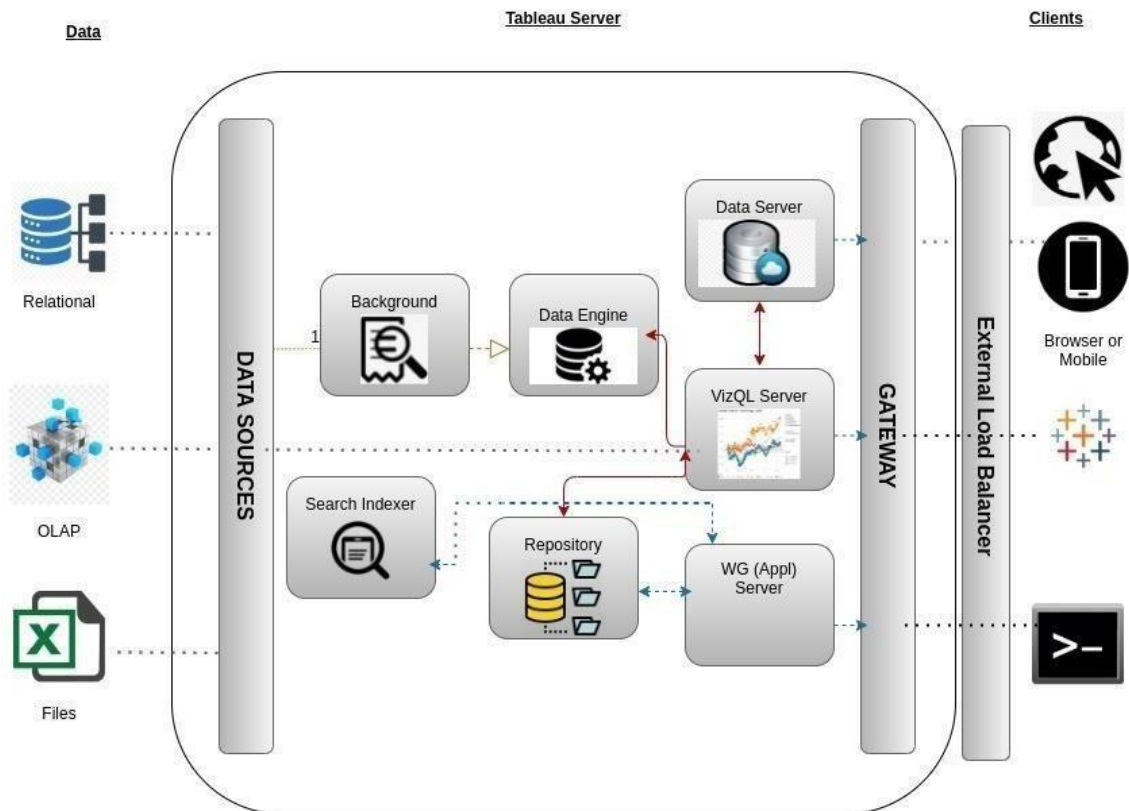 Data
Tableau Server
Clients
Relational
OLAP
Files
DATA SOURCES
1
Background
Data Engine
Data Server
VizQL Server
Search Indexer
Repository
WG (Appl)
Server
GATEWAY
External Load Balancer
Browser or
Mobile
>_